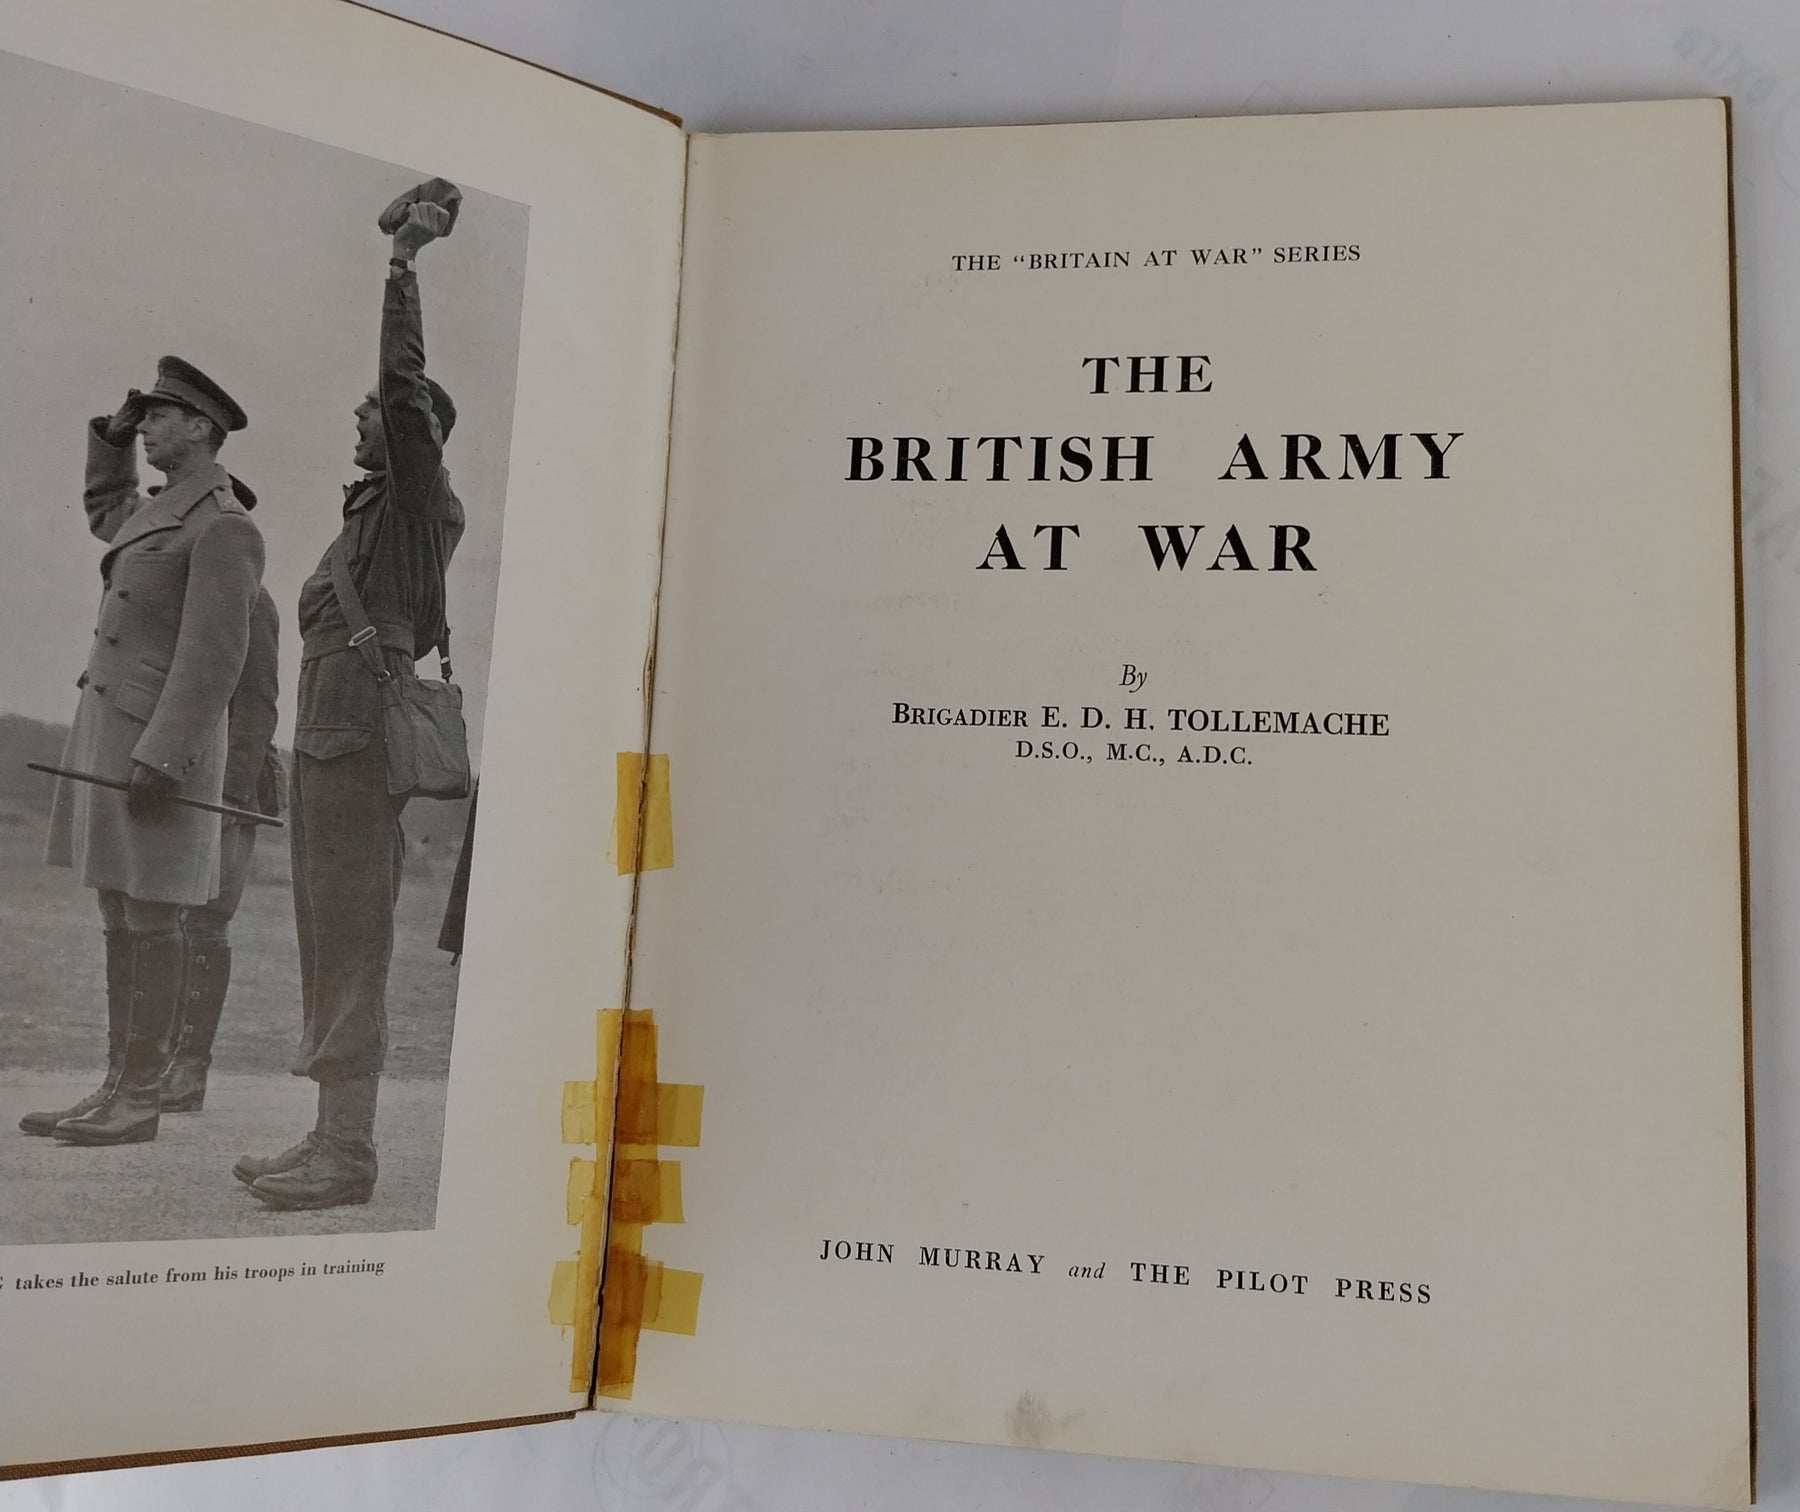 takes the salute from his troops in training
THE "BRITAIN AT WAR" SERIES
THE
BRITISH ARMY
AT WAR
By
BRIGADIER E. D. H. TOLLEMACHE
D.S.O., M.C., A.D.C.
JOHN MURRAY and THE PILOT PRESS